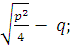 √(p²/4) − q;